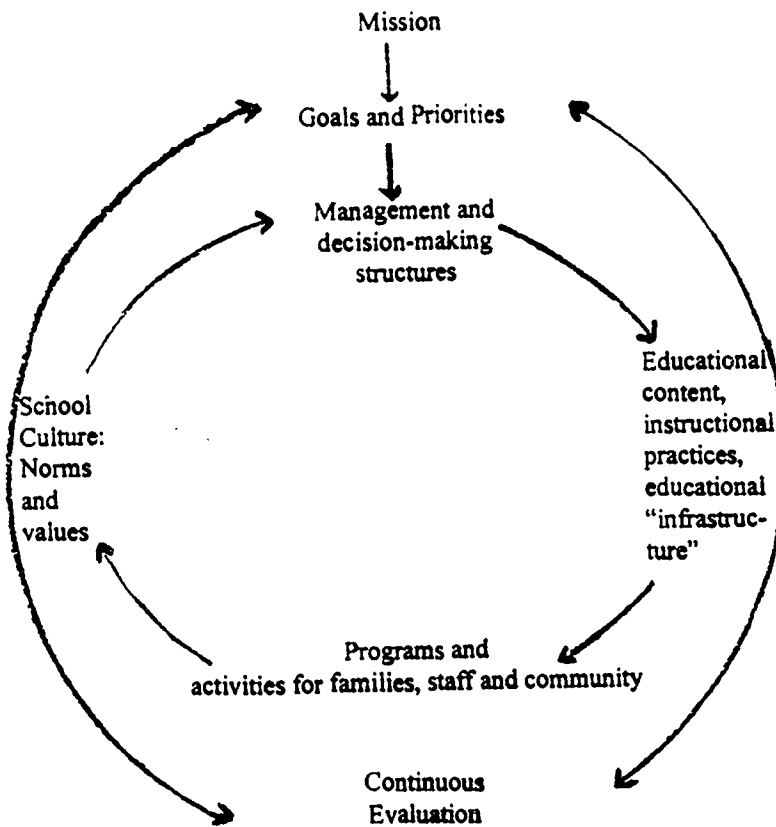 Mission
Goals and Priorities
Management and
decision-making
structures
Educational
content,
instructional
practices,
educational
“infrastruc-
ture”
School
Culture:
Norms
and
values
Programs and
activities for families, staff and community
Continuous
Evaluation